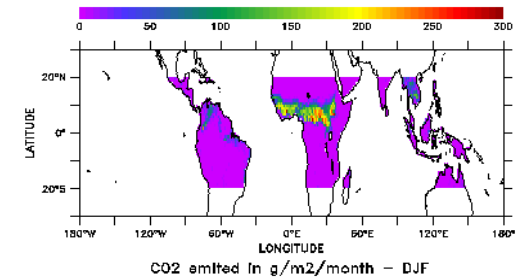 0 50 100 150 200 250 300
20°N
0°
20°S
LATITUDE
180°W 120°W 60°W 0° 60°E 120°E 180°
LONGITUDE
CO2 emited in g/m2/month - DJF